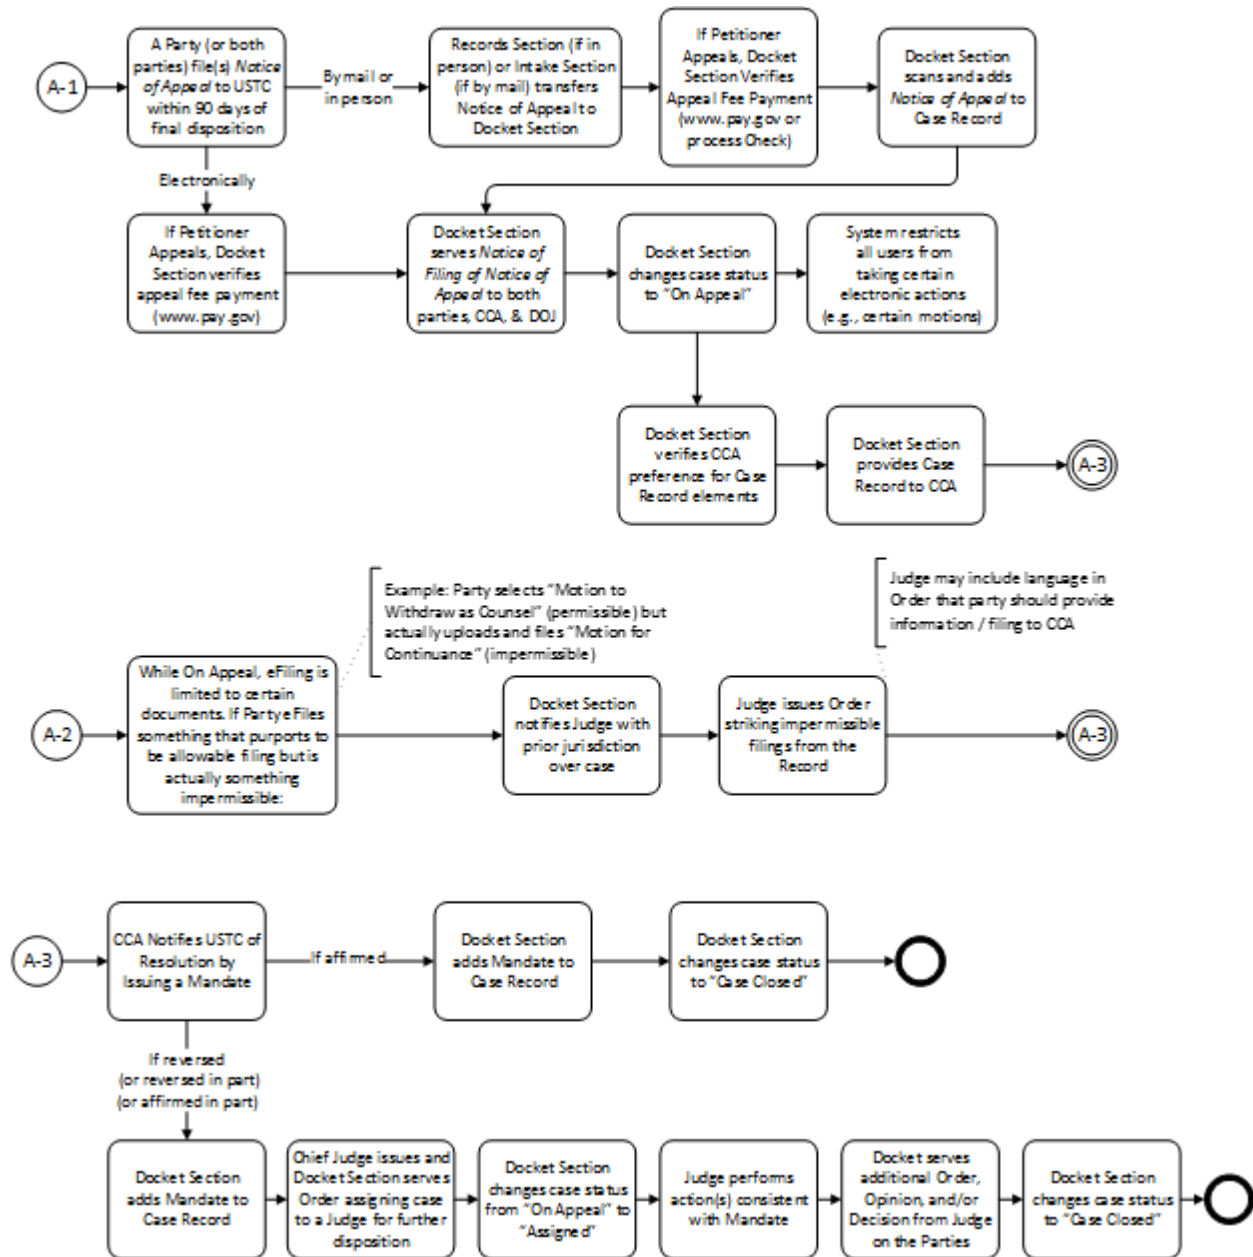 A-1
A Party (or both
parties) file(s) Notice
of Appeal to USTC
within 90 days of
final disposition
By mail or
in person
Records Section (if in
person) or Intake Section
(if by mail) transfers
Notice of Appeal to
Docket Section
If Petitioner
Appeals, Docket
Section Verifies
Appeal Fee Payment
(www.pay.gov or
process Check)
Docket Section
scans and adds
Notice of Appeal to
Case Record
Electronically
If Petitioner
Appeals, Docket
Section verifies
appeal fee payment
(www.pay.gov)
Docket Section
serves Notice of
Filing of Notice of
Appeal to both
parties, CCA, & DOJ
Docket Section
changes case status
to “On Appeal”
System restricts
all users from
taking certain
electronic actions
(e.g., certain motions)
Docket Section
verifies CCA
preference for Case
Record elements
Docket Section
provides Case
Record to CCA
A-3
Example: Party selects “Motion to
Withdraw as Counsel” (permissible) but
actually uploads and files “Motion for
Continuance” (impermissible)
Judge may include language in
Order that party should provide
information / filing to CCA
A-2
While On Appeal, eFiling is
limited to certain
documents. If Party eFiles
something that purports to
be allowable filing but is
actually something
impermissible:
Docket Section
notifies Judge with
prior jurisdiction
over case
Judge issues Order
striking impermissible
filings from the
Record
A-3
A-3
CCA Notifies USTC of
Resolution by
Issuing a Mandate
If affirmed
Docket Section
adds Mandate to
Case Record
Docket Section
changes case status
to “Case Closed”
If reversed
(or reversed in part)
(or affirmed in part)
Docket Section
adds Mandate to
Case Record
Chief Judge issues and
Docket Section serves
Order assigning case
to a Judge for further
disposition
Docket Section
changes case status
from “On Appeal” to
“Assigned”
Judge performs
action(s) consistent
with Mandate
Docket serves
additional Order,
Opinion, and/or
Decision from Judge
on the Parties
Docket Section
changes case status
to “Case Closed”